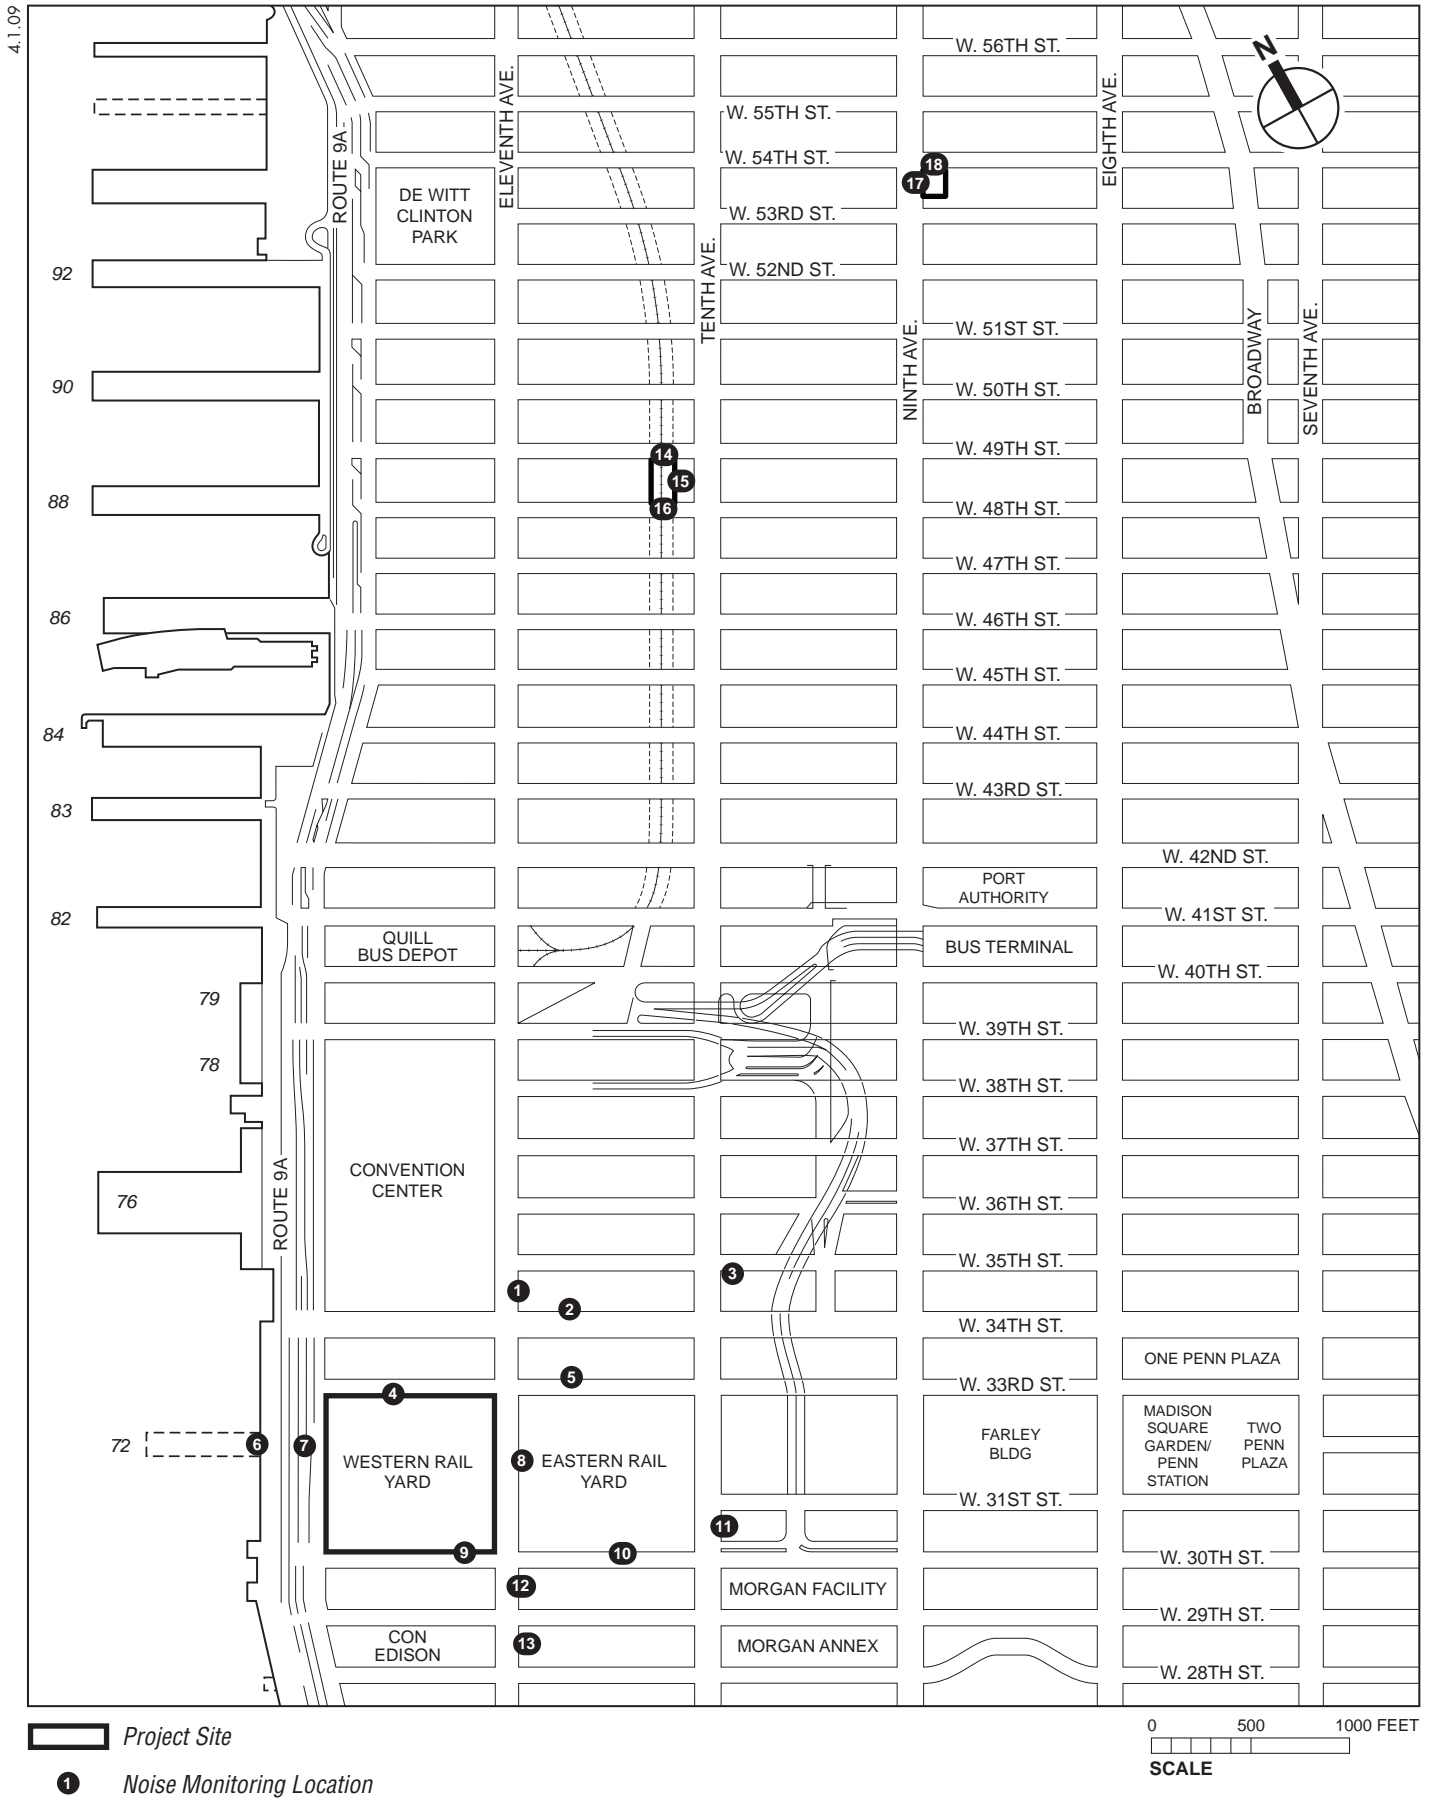 4.1.09
W. 56TH ST.
N
ROUTE 9A
ELEVENTH AVE.
EIGHTH AVE.
W. 55TH ST.
W. 54TH ST.
18
17
DE WITT
CLINTON
PARK
W. 53RD ST.
TENTH AVE.
92
W. 52ND ST.
NINTH AVE.
BROADWAY
SEVENTH AVE.
W. 51ST ST.
90
W. 50TH ST.
W. 49TH ST.
14
15
16
88
W. 48TH ST.
W. 47TH ST.
86
W. 46TH ST.
W. 45TH ST.
84
W. 44TH ST.
W. 43RD ST.
83
W. 42ND ST.
PORT
AUTHORITY
82
W. 41ST ST.
QUILL
BUS DEPOT
BUS TERMINAL
W. 40TH ST.
79
W. 39TH ST.
78
W. 38TH ST.
W. 37TH ST.
ROUTE 9A
CONVENTION
CENTER
76
W. 36TH ST.
W. 35TH ST.
3
1
2
W. 34TH ST.
ONE PENN PLAZA
5
W. 33RD ST.
4
72
6
7
WESTERN RAIL
YARD
8
EASTERN RAIL
YARD
FARLEY
BLDG
MADISON
SQUARE
GARDEN/
PENN
STATION
TWO
PENN
PLAZA
W. 31ST ST.
11
9
10
W. 30TH ST.
12
MORGAN FACILITY
W. 29TH ST.
CON
EDISON
13
MORGAN ANNEX
W. 28TH ST.
Project Site
1
Noise Monitoring Location
0 500 1000 FEET
SCALE